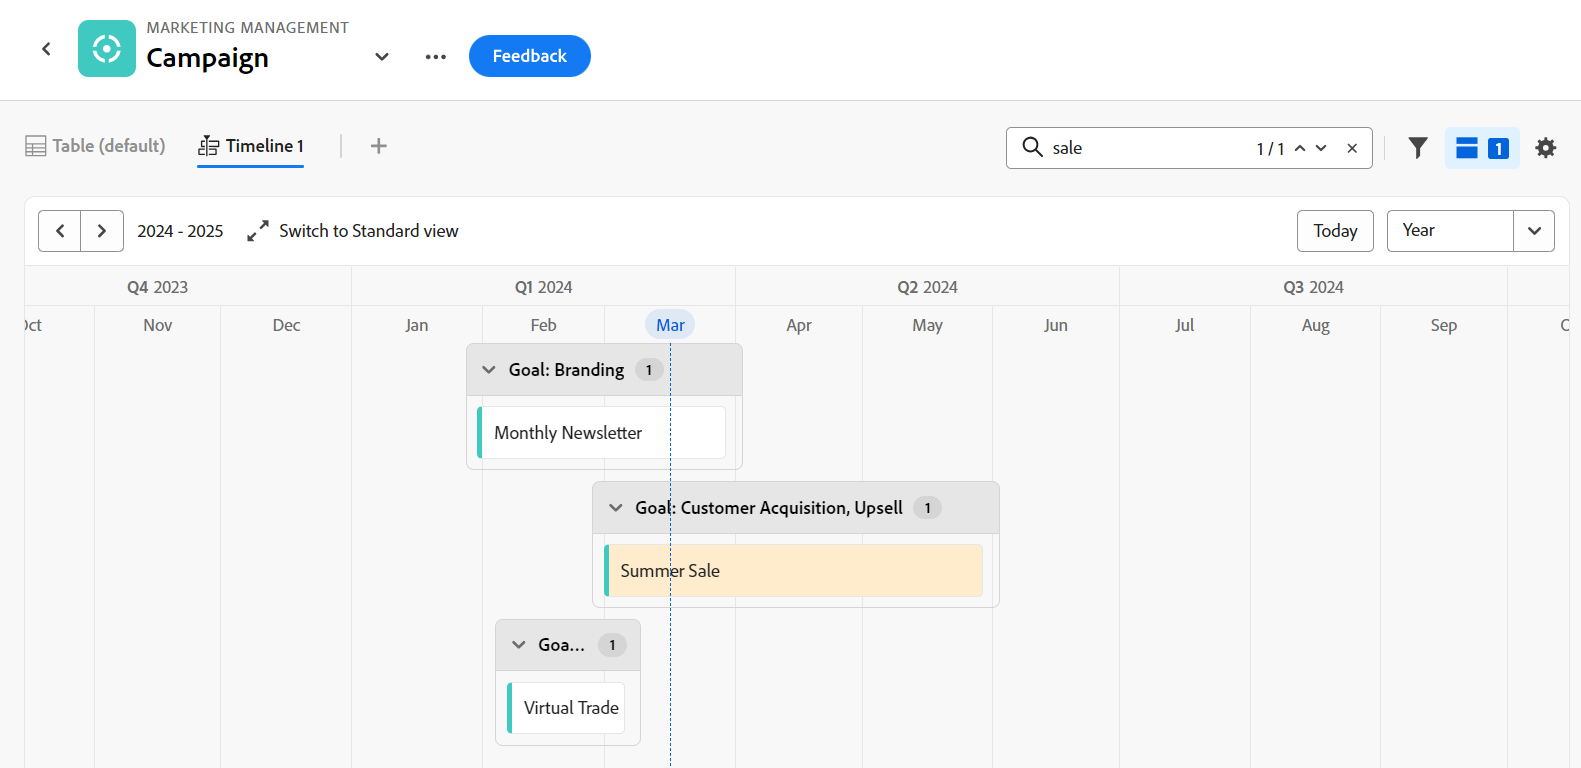 MARKETING MANAGEMENT
Campaign
Feedback
Table (default)
Timeline 1
sale
1 / 1
1
2024 - 2025
Switch to Standard view
Today
Year
Q4 2023
Q1 2024
Q2 2024
Q3 2024
Nov
Dec
Jan
Feb
Mar
Apr
May
Jun
Jul
Aug
Sep
Goal: Branding 1
Monthly Newsletter
Goal: Customer Acquisition, Upsell 1
Summer Sale
Goa... 1
Virtual Trade